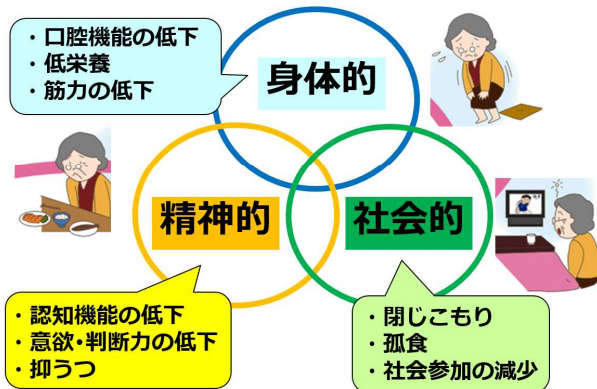 ・口腔機能の低下
・低栄養
・筋力の低下
身体的
精神的
社会的
・認知機能の低下
・意欲・判断力の低下
・抑うつ
・閉じこもり
・孤食
・社会参加の減少